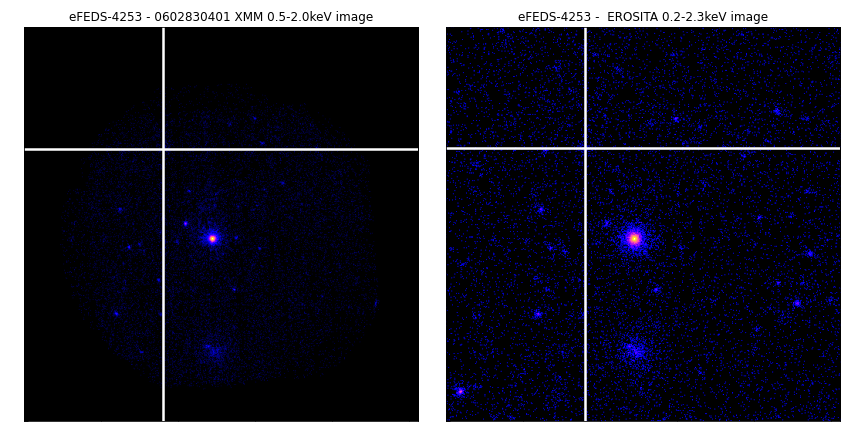 eFEDS-4253 - 0602830401 XMM 0.5-2.0keV image
eFEDS-4253 -  EROSITA 0.2-2.3keV image